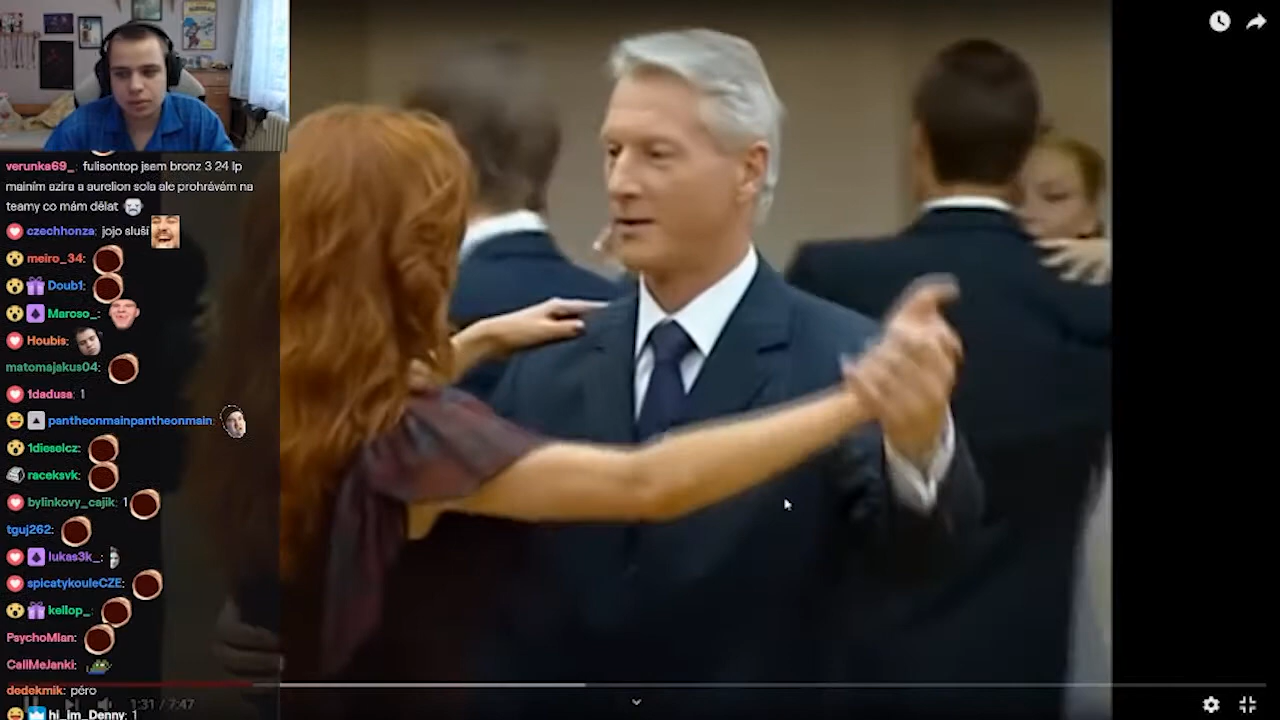 verunka69_: fulisontop jsem bronz 3 24 lp
mainím azira a aurelion sola ale prohrávám na
teamy co mám dělat
czechhonza: jojo sluší
meiro_34:
Doub1:
Maroso_:
Houbis:
matomajakus04:
1dadusa: 1
pantheonmainpantheonmain:
1dieselcz:
raceksvk:
bylinkovy_cajik: 1
tguj262:
lukas3k_:
spicatykouleCZE:
kellop_:
PsychoMian:
CallMeJanki:
dedekmik: péro
1:31 / 7:47
hi_im_Denny: 1